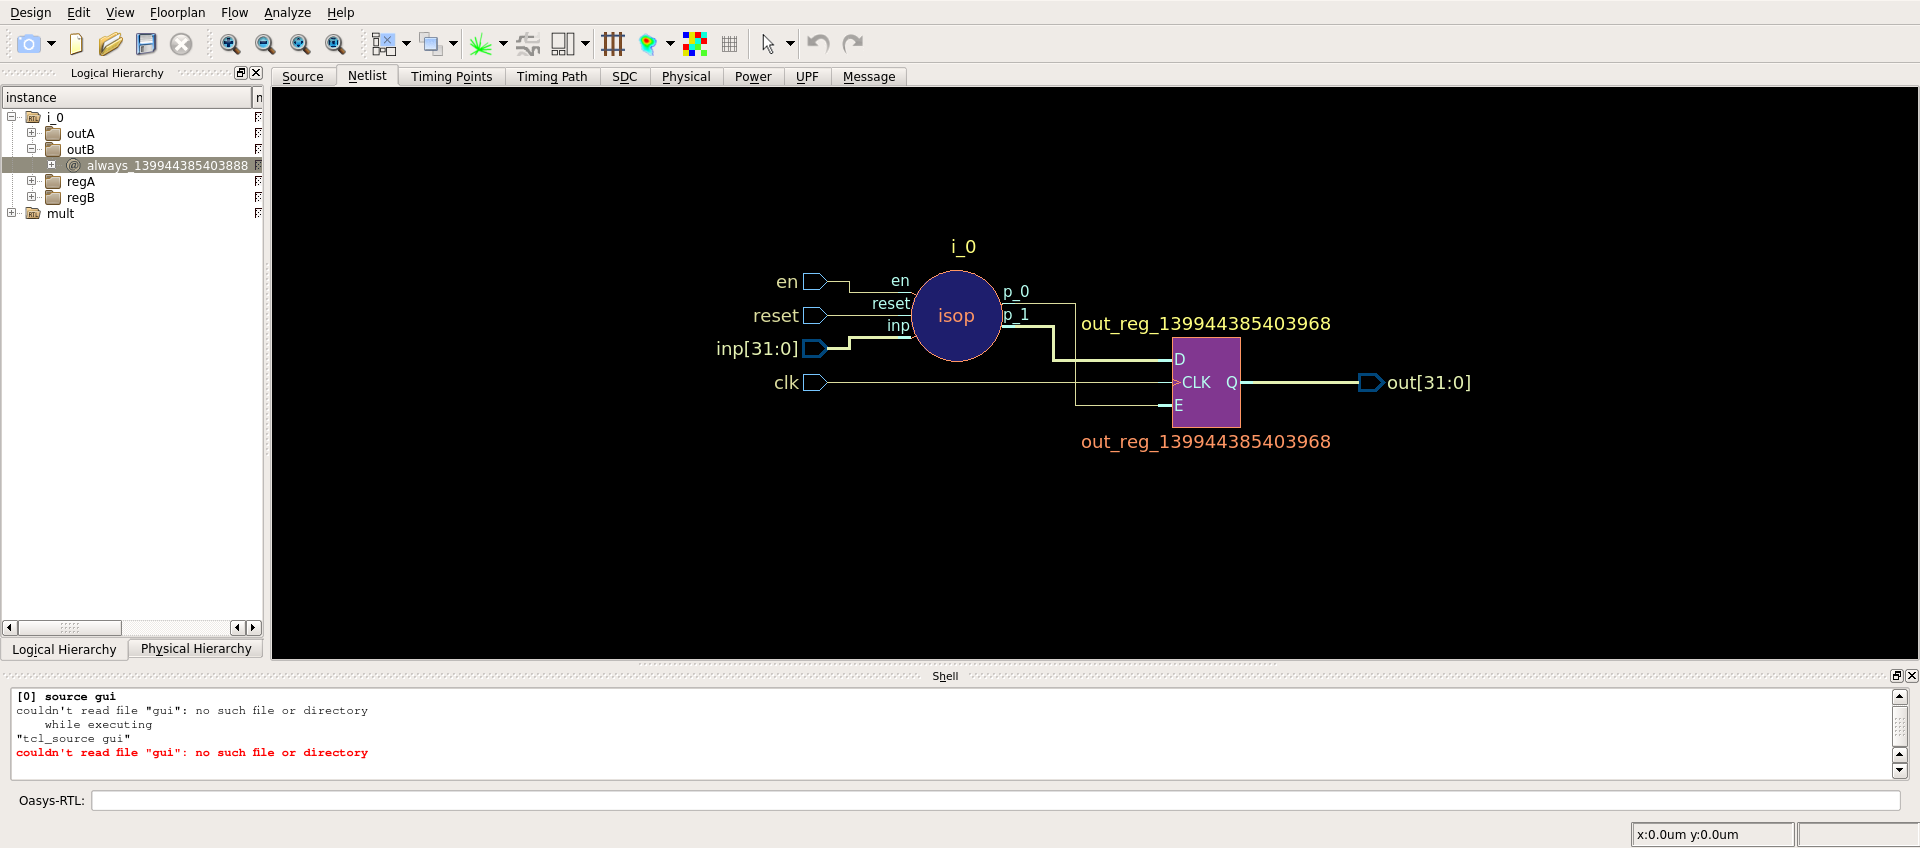 Design Edit View Floorplan Flow Analyze Help
Logical Hierarchy
Source Netlist Timing Points Timing Path SDC Physical Power UPF Message
instance
i_0
outA
outB
always_139944385403888
regA
regB
mult
i_0
en
en
reset
reset
inp
inp[31:0]
clk
isop
p_0
p_1
out_reg_139944385403968
D
CLK Q
E
out[31:0]
out_reg_139944385403968
Logical Hierarchy Physical Hierarchy
Shell
[0] source gui
couldn't read file "gui": no such file or directory
while executing
"tcl_source gui"
couldn't read file "gui": no such file or directory
Oasys-RTL:
x:0.0um y:0.0um